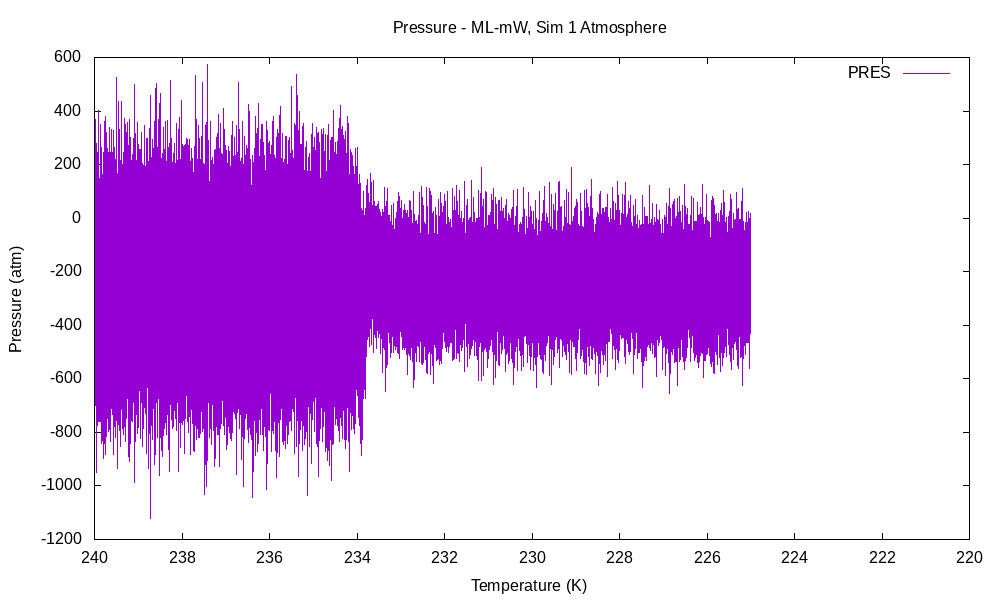 Pressure - ML-mW, Sim 1 Atmosphere
PRES
600
400
200
0
-200
-400
-600
-800
-1000
-1200
Pressure (atm)
240 238 236 234 232 230 228 226 224 222 220
Temperature (K)